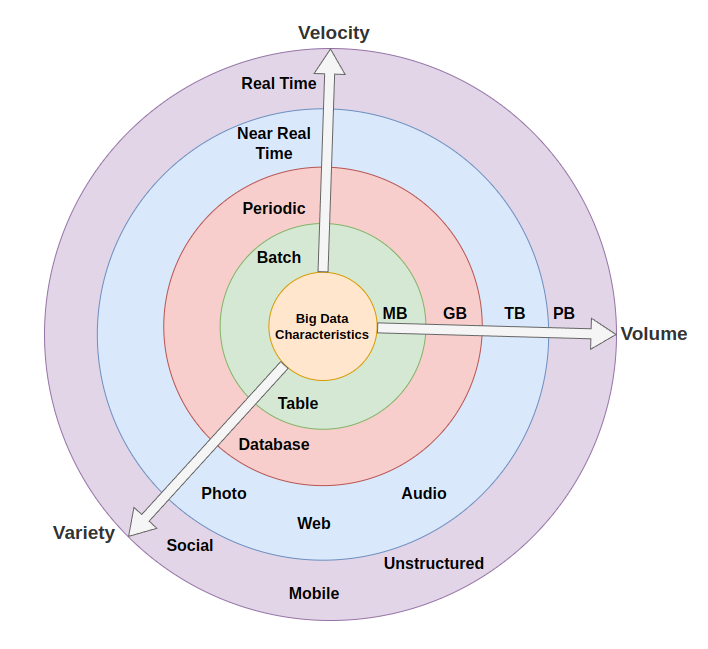 Velocity
Real Time
Near Real
Time
Periodic
Batch
Big Data
Characteristics
MB
GB
TB
PB
Volume
Table
Database
Photo
Audio
Web
Variety
Social
Unstructured
Mobile